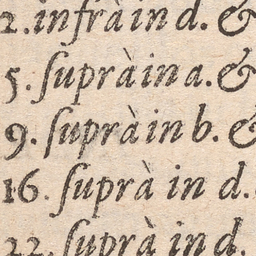 2. infrà in d. &
5. ſuprà in a. &
9. ſuprà in b. &
16. ſuprà in d.
22. ſuprà in d.